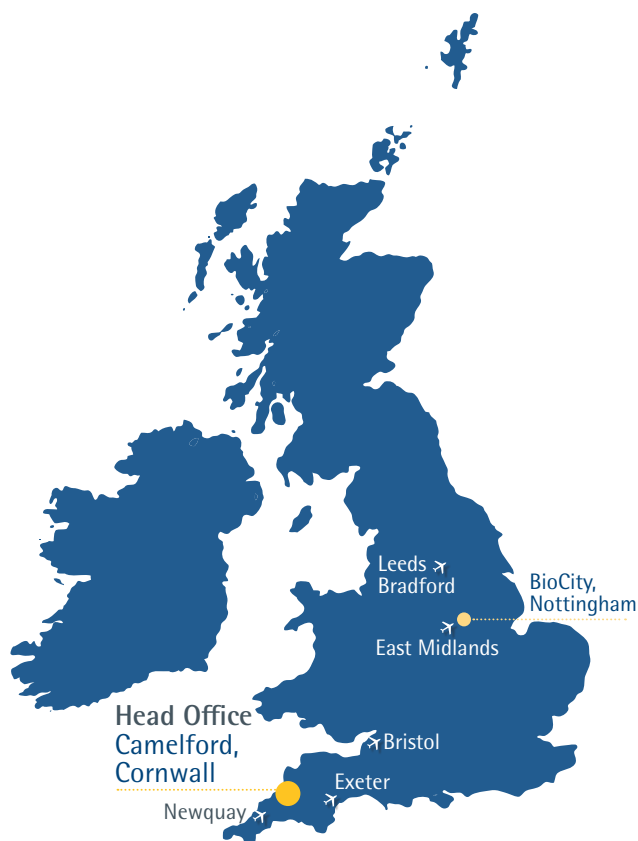 Leeds
Bradford
BioCity,
Nottingham
East Midlands
Head Office
Camelford,
Cornwall
Bristol
Exeter
Newquay